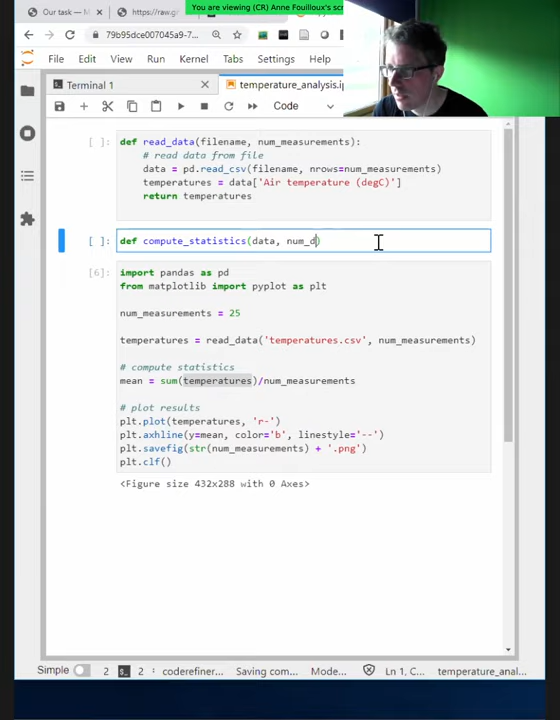 You are viewing (CR) Anne Fouilloux's sc
Our task — M
https://raw.gi
79b95dce007045a9-7...
File Edit View Run Kernel Tabs Settings Help
Terminal 1
temperature_analysis.ip
Code
[ ]: def read_data(filename, num_measurements):
# read data from file
data = pd.read_csv(filename, nrows=num_measurements)
temperatures = data['Air temperature (degC)']
return temperatures
[ ]: def compute_statistics(data, num_d)
[6]: import pandas as pd
from matplotlib import pyplot as plt
num_measurements = 25
temperatures = read_data('temperatures.csv', num_measurements)
# compute statistics
mean = sum(temperatures)/num_measurements
# plot results
plt.plot(temperatures, 'r-')
plt.axhline(y=mean, color='b', linestyle='--')
plt.savefig(str(num_measurements) + '.png')
plt.clf()
<Figure size 432x288 with 0 Axes>
Simple 2 2 coderefiner... Saving com... Mode... Ln 1, C... temperature_anal...